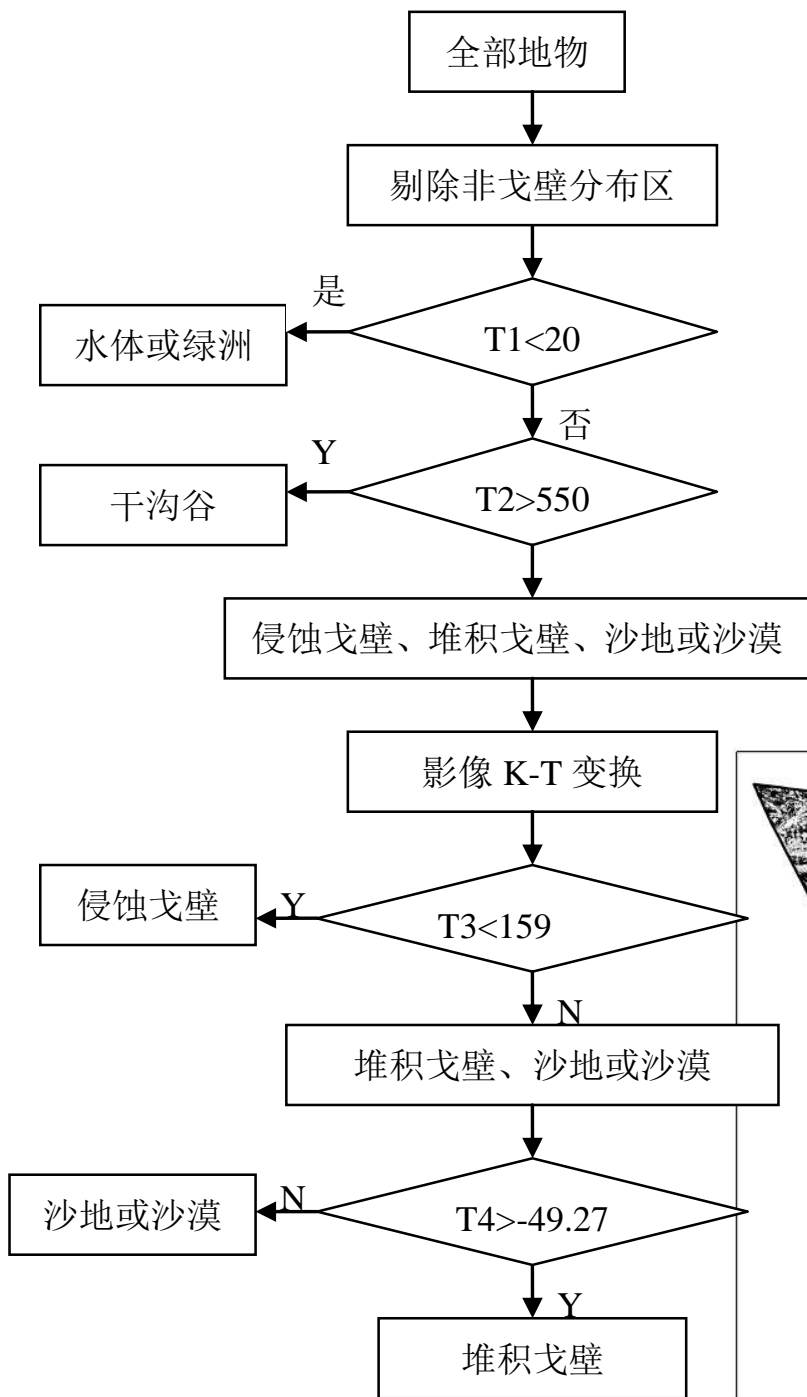 全部地物
剔除非戈壁分布区
是
水体或绿洲
T1<20
否
Y
干沟谷
T2>550
侵蚀戈壁、堆积戈壁、沙地或沙漠
影像 K-T 变换
侵蚀戈壁
Y
T3<159
N
堆积戈壁、沙地或沙漠
沙地或沙漠
N
T4>-49.27
Y
堆积戈壁